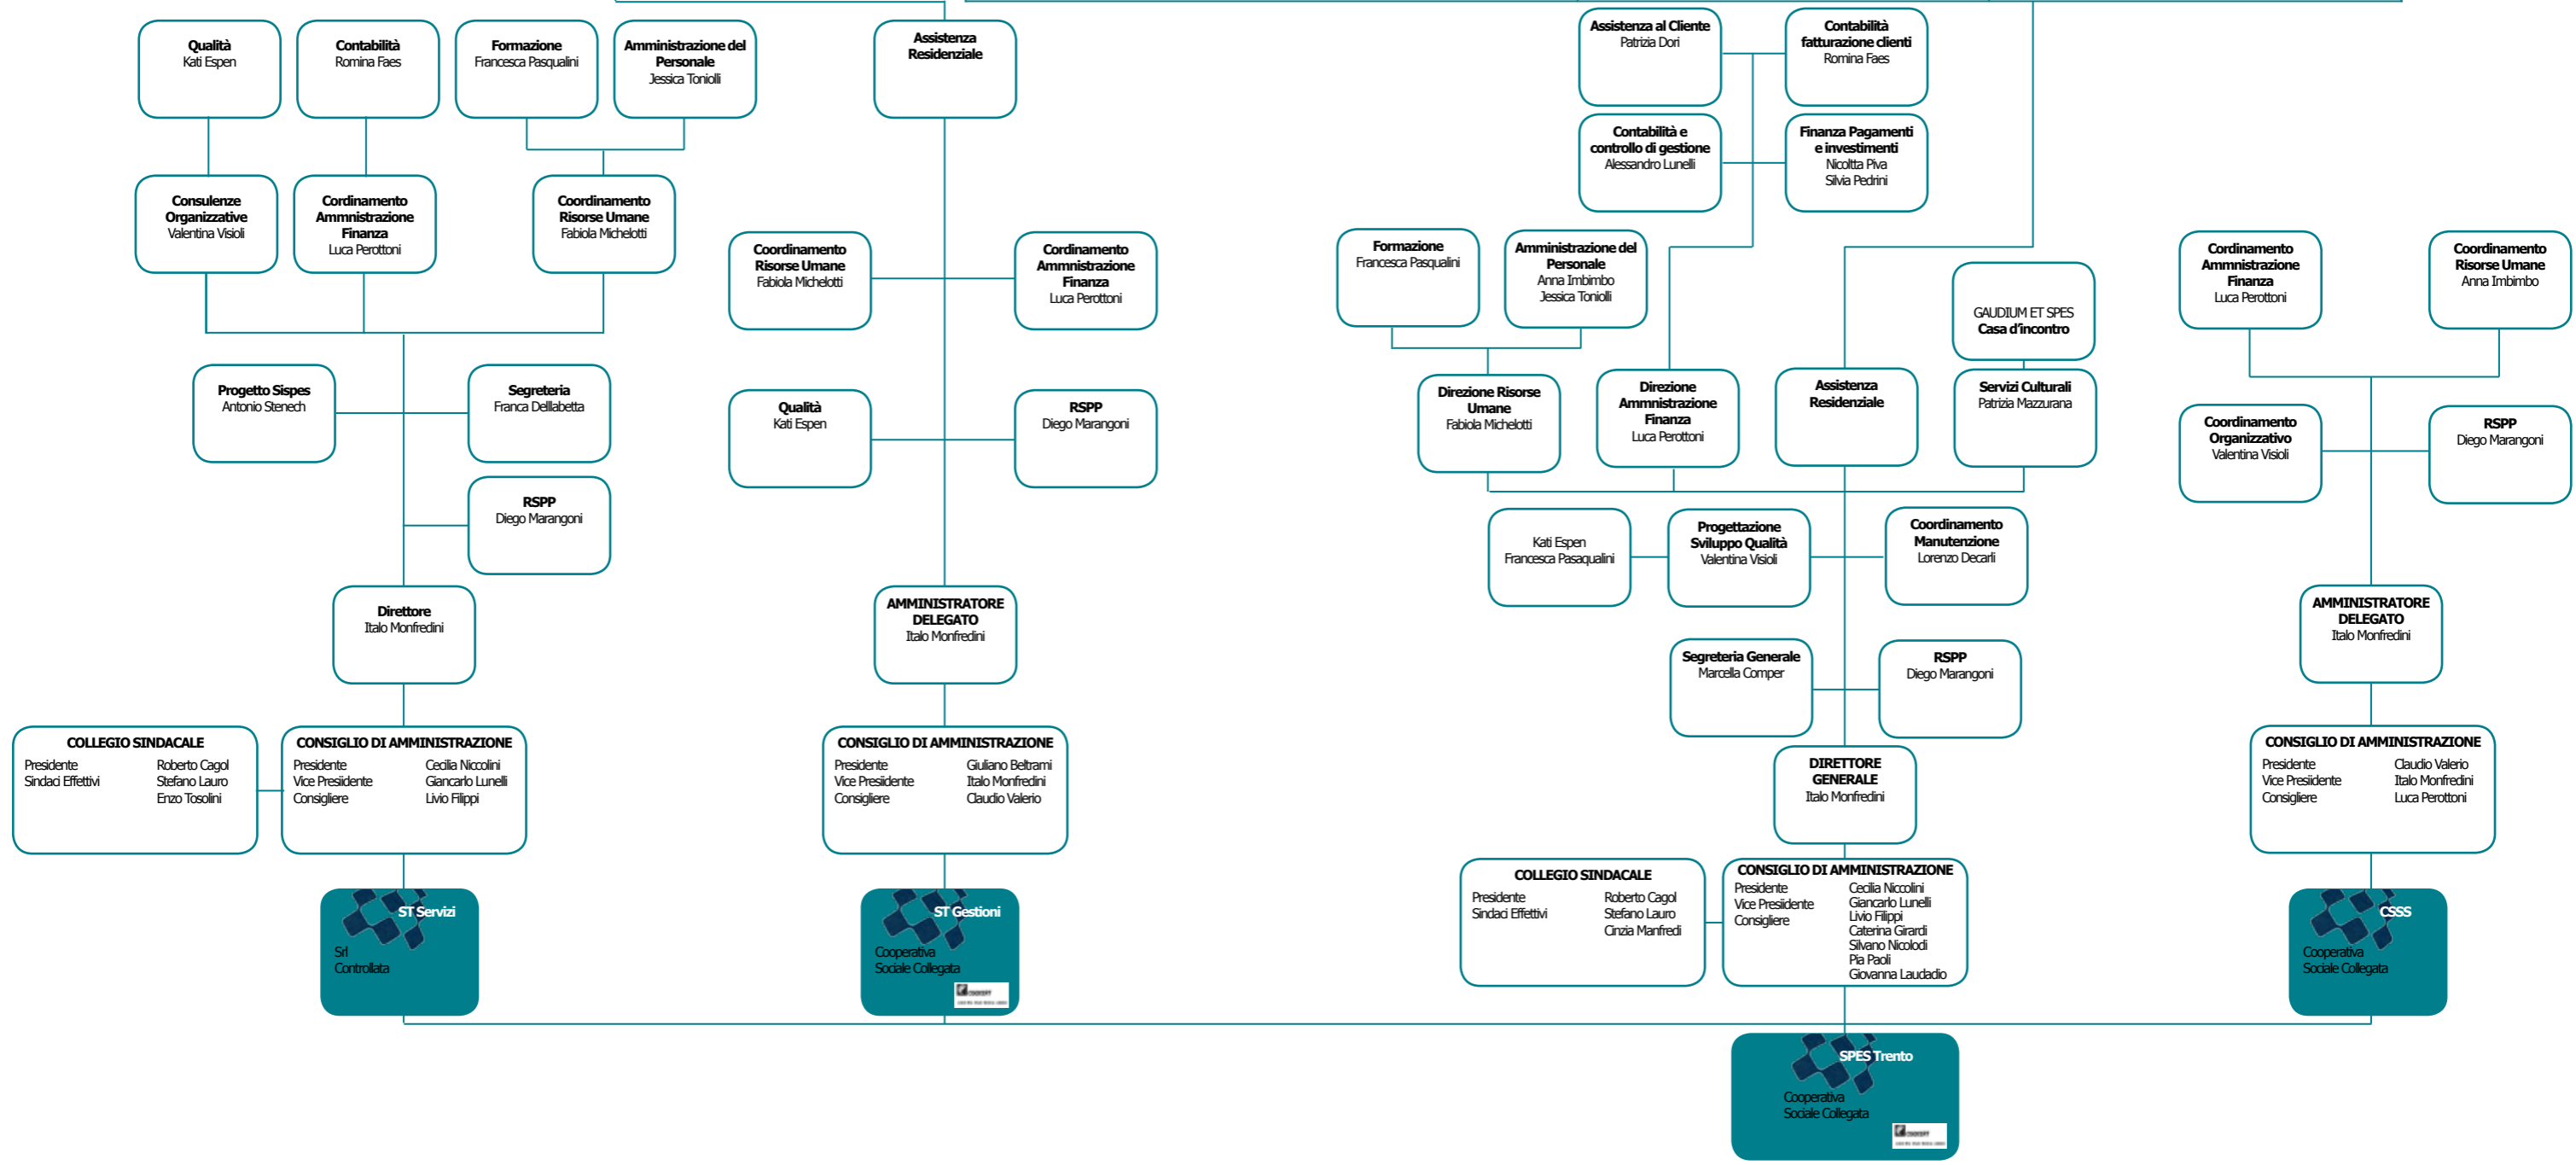 Qualità
Kati Espen
Contabilità
Romina Faes
Formazione
Francesca Pasqualini
Amministrazione del
Personale
Jessica Toniolli
Assistenza
Residenziale
Assistenza al Cliente
Patrizia Dori
Contabilità
fatturazione clienti
Romina Faes
Contabilità e
controllo di gestione
Alessandro Lunelli
Finanza Pagamenti
e investimenti
Nicoltta Piva
Silvia Pedrini
Consulenze
Organizzative
Valentina Visioli
Cordinamento
Ammnistrazione
Finanza
Luca Perottoni
Coordinamento
Risorse Umane
Fabiola Michelotti
Coordinamento
Risorse Umane
Fabiola Michelotti
Cordinamento
Ammnistrazione
Finanza
Luca Perottoni
Formazione
Francesca Pasqualini
Amministrazione del
Personale
Anna Imbimbo
Jessica Toniolli
GAUDIUM ET SPES
Casa d'incontro
Cordinamento
Ammnistrazione
Finanza
Luca Perottoni
Coordinamento
Risorse Umane
Anna Imbimbo
Progetto Sispes
Antonio Stenech
Segreteria
Franca Delllabetta
Qualità
Kati Espen
RSPP
Diego Marangoni
Direzione Risorse
Umane
Fabiola Michelotti
Direzione
Ammnistrazione
Finanza
Luca Perottoni
Assistenza
Residenziale
Servizi Culturali
Patrizia Mazzurana
Coordinamento
Organizzativo
Valentina Visioli
RSPP
Diego Marangoni
RSPP
Diego Marangoni
Kati Espen
Francesca Pasaqualini
Progettazione
Sviluppo Qualità
Valentina Visioli
Coordinamento
Manutenzione
Lorenzo Decarli
Direttore
Italo Monfredini
AMMINISTRATORE
DELEGATO
Italo Monfredini
AMMINISTRATORE
DELEGATO
Italo Monfredini
Segreteria Generale
Marcella Comper
RSPP
Diego Marangoni
COLLEGIO SINDACALE
Presidente Roberto Cagol
Sindaci Effettivi Stefano Lauro
Enzo Tosolini
CONSIGLIO DI AMMINISTRAZIONE
Presidente Cecilia Niccolini
Vice Presiidente Giancarlo Lunelli
Consigliere Livio Filippi
CONSIGLIO DI AMMINISTRAZIONE
Presidente Giuliano Beltrami
Vice Presiidente Italo Monfredini
Consigliere Claudio Valerio
DIRETTORE
GENERALE
Italo Monfredini
CONSIGLIO DI AMMINISTRAZIONE
Presidente Claudio Valerio
Vice Presiidente Italo Monfredini
Consigliere Luca Perottoni
COLLEGIO SINDACALE
Presidente Roberto Cagol
Sindaci Effettivi Stefano Lauro
Cinzia Manfredi
CONSIGLIO DI AMMINISTRAZIONE
Presidente Cecilia Niccolini
Vice Presiidente Giancarlo Lunelli
Consigliere Livio Filippi
Caterina Girardi
Silvano Nicolodi
Pia Paoli
Giovanna Laudadio
ST Servizi
Srl
Controllata
ST Gestioni
Cooperativa
Sociale Collegata
CSSS
Cooperativa
Sociale Collegata
SPES Trento
Cooperativa
Sociale Collegata